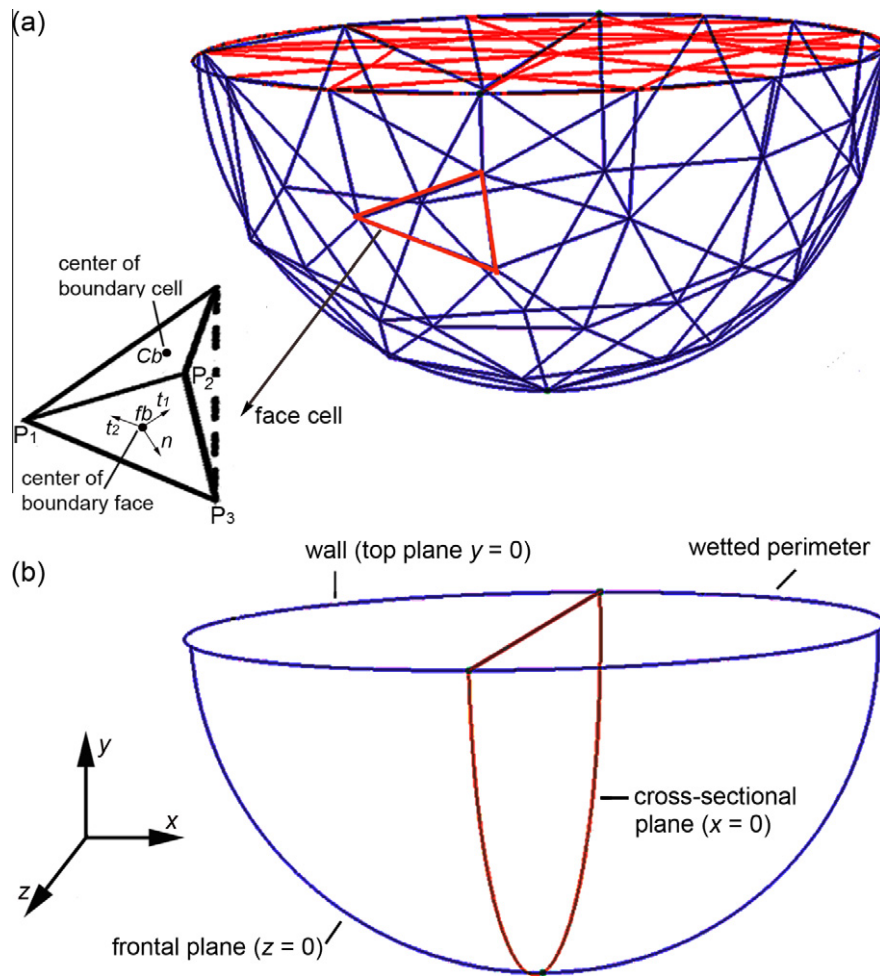 (a)
center of
boundary cell
Cb
P2
t1
fb
t2
n
P1
face cell
center of
boundary face
P3
(b)
wall (top plane y = 0)
wetted perimeter
y
x
z
cross-sectional
plane (x = 0)
frontal plane (z = 0)